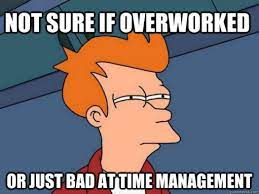 NOT SURE IF OVERWORKED
OR JUST BAD AT TIME MANAGEMENT